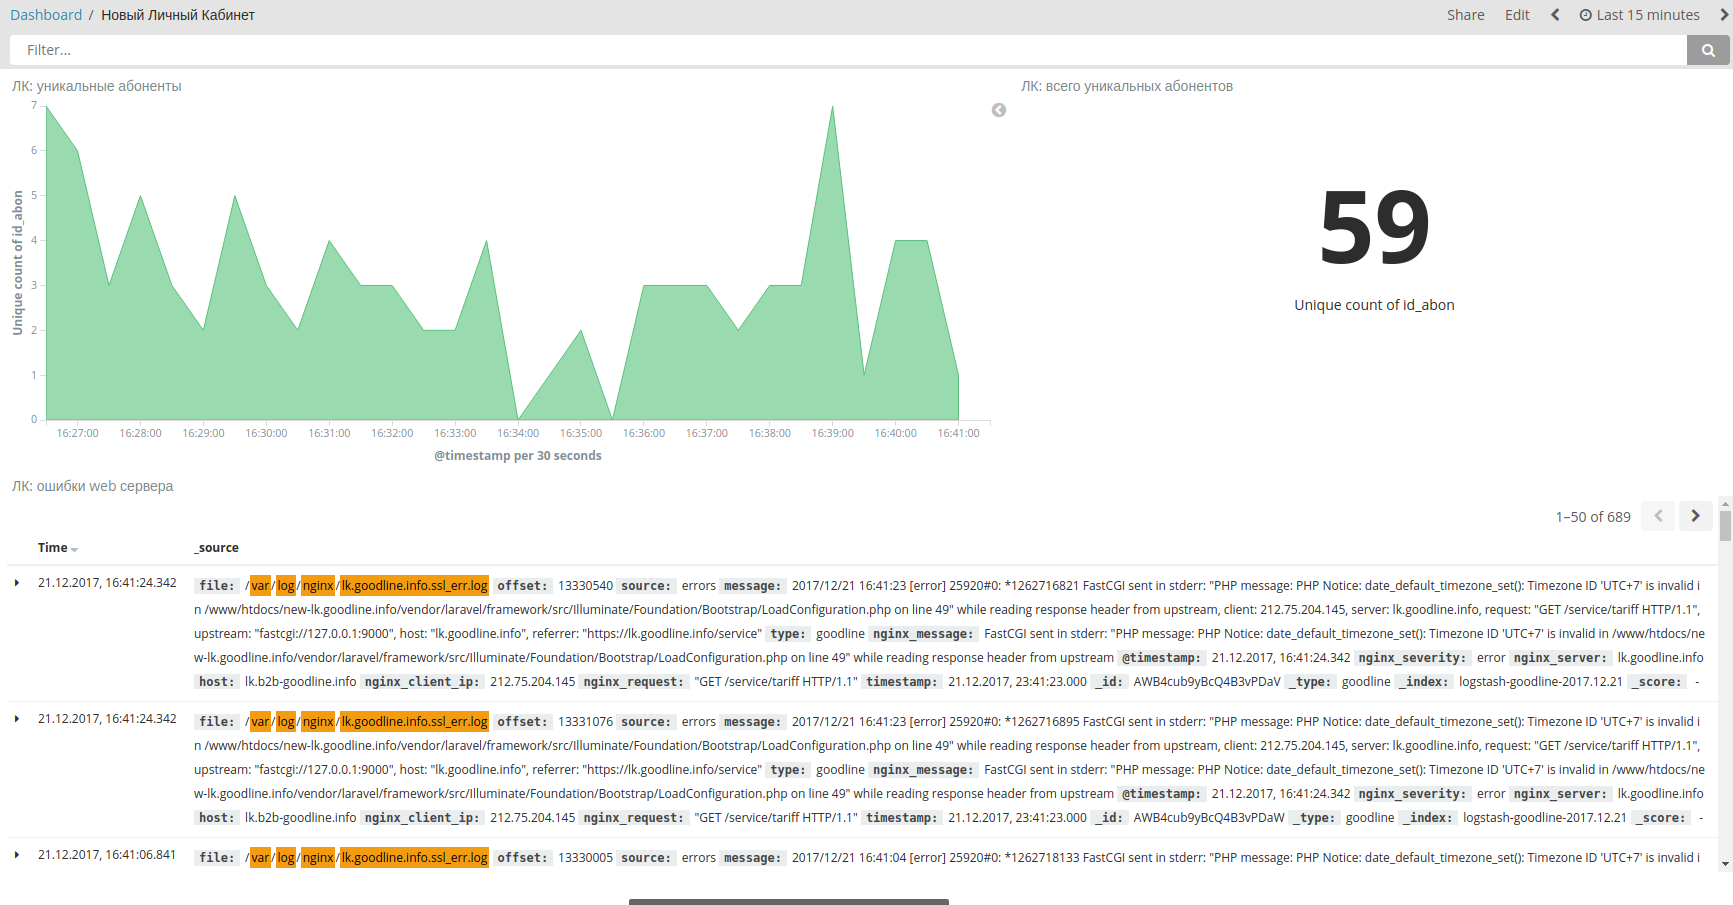 Dashboard / Новый Личный Кабинет
Share Edit Last 15 minutes
Filter...
ЛК: уникальные абоненты
ЛК: всего уникальных абонентов
7
6
5
4
3
2
1
0
Unique count of id_abon
16:27:00 16:28:00 16:29:00 16:30:00 16:31:00 16:32:00 16:33:00 16:34:00 16:35:00 16:36:00 16:37:00 16:38:00 16:39:00 16:40:00 16:41:00
@timestamp per 30 seconds
59
Unique count of id_abon
ЛК: ошибки web сервера
1–50 of 689
Time _source
21.12.2017, 16:41:24.342 file: /var/log/nginx/lk.goodline.info.ssl_err.log offset: 13330540 source: errors message: 2017/12/21 16:41:23 [error] 25920#0: *1262716821 FastCGI sent in stderr: "PHP message: PHP Notice: date_default_timezone_set(): Timezone ID 'UTC+7' is invalid i
n /www/htdocs/new-lk.goodline.info/vendor/laravel/framework/src/Illuminate/Foundation/Bootstrap/LoadConfiguration.php on line 49" while reading response header from upstream, client: 212.75.204.145, server: lk.goodline.info, request: "GET /service/tariff HTTP/1.1",
upstream: "fastcgi://127.0.0.1:9000", host: "lk.goodline.info", referrer: "https://lk.goodline.info/service" type: goodline nginx_message: FastCGI sent in stderr: "PHP message: PHP Notice: date_default_timezone_set(): Timezone ID 'UTC+7' is invalid in /www/htdocs/ne
w-lk.goodline.info/vendor/laravel/framework/src/Illuminate/Foundation/Bootstrap/LoadConfiguration.php on line 49" while reading response header from upstream @timestamp: 21.12.2017, 16:41:24.342 nginx_severity: error nginx_server: lk.goodline.info
host: lk.b2b-goodline.info nginx_client_ip: 212.75.204.145 nginx_request: "GET /service/tariff HTTP/1.1" timestamp: 21.12.2017, 23:41:23.000 _id: AWB4cub9yBcQ4B3vPDaV _type: goodline _index: logstash-goodline-2017.12.21 _score: -
21.12.2017, 16:41:24.342 file: /var/log/nginx/lk.goodline.info.ssl_err.log offset: 13331076 source: errors message: 2017/12/21 16:41:23 [error] 25920#0: *1262716895 FastCGI sent in stderr: "PHP message: PHP Notice: date_default_timezone_set(): Timezone ID 'UTC+7' is invalid i
n /www/htdocs/new-lk.goodline.info/vendor/laravel/framework/src/Illuminate/Foundation/Bootstrap/LoadConfiguration.php on line 49" while reading response header from upstream, client: 212.75.204.145, server: lk.goodline.info, request: "GET /service/tariff HTTP/1.1",
upstream: "fastcgi://127.0.0.1:9000", host: "lk.goodline.info", referrer: "https://lk.goodline.info/service" type: goodline nginx_message: FastCGI sent in stderr: "PHP message: PHP Notice: date_default_timezone_set(): Timezone ID 'UTC+7' is invalid in /www/htdocs/ne
w-lk.goodline.info/vendor/laravel/framework/src/Illuminate/Foundation/Bootstrap/LoadConfiguration.php on line 49" while reading response header from upstream @timestamp: 21.12.2017, 16:41:24.342 nginx_severity: error nginx_server: lk.goodline.info
host: lk.b2b-goodline.info nginx_client_ip: 212.75.204.145 nginx_request: "GET /service/tariff HTTP/1.1" timestamp: 21.12.2017, 23:41:23.000 _id: AWB4cub9yBcQ4B3vPDaW _type: goodline _index: logstash-goodline-2017.12.21 _score: -
21.12.2017, 16:41:06.841 file: /var/log/nginx/lk.goodline.info.ssl_err.log offset: 13330005 source: errors message: 2017/12/21 16:41:04 [error] 25920#0: *1262718133 FastCGI sent in stderr: "PHP message: PHP Notice: date_default_timezone_set(): Timezone ID 'UTC+7' is invalid i